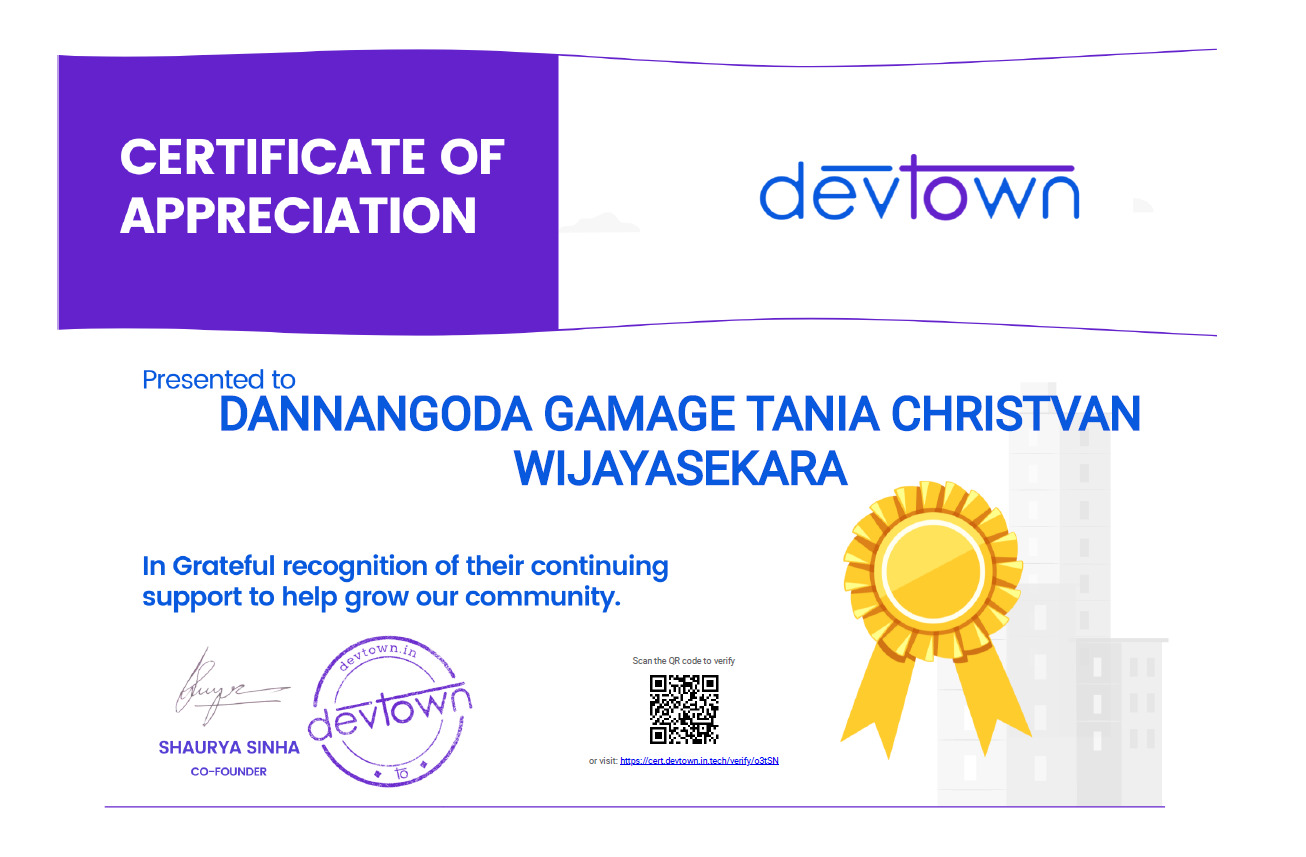 CERTIFICATE OF
APPRECIATION
devtown
Presented to
DANNANGODA GAMAGE TANIA CHRISTVAN
WIJAYASEKARA
In Grateful recognition of their continuing
support to help grow our community.
devtown.in
devtown
to
SHAURYA SINHA
CO-FOUNDER
Scan the QR code to verify
or visit: https://cert.devtown.in.tech/verify/o3tSN